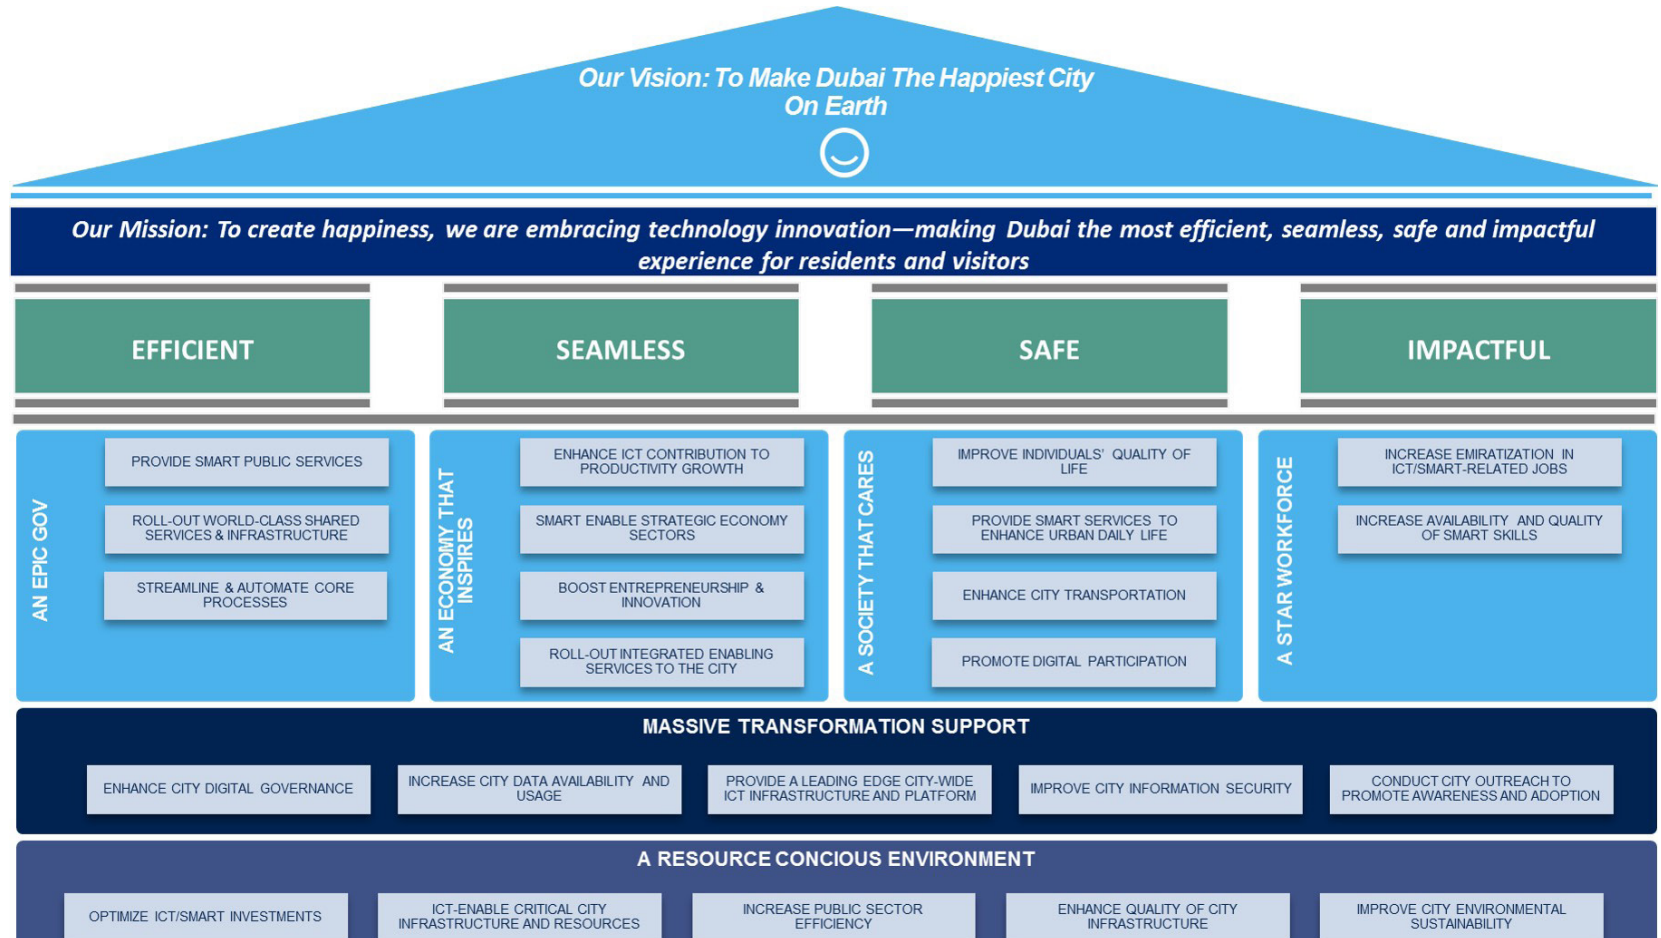 Our Vision: To Make Dubai The Happiest City
On Earth
Our Mission: To create happiness, we are embracing technology innovation—making Dubai the most efficient, seamless, safe and impactful
experience for residents and visitors
EFFICIENT
SEAMLESS
SAFE
IMPACTFUL
AN EPIC GOV
PROVIDE SMART PUBLIC SERVICES
ROLL-OUT WORLD-CLASS SHARED
SERVICES & INFRASTRUCTURE
STREAMLINE & AUTOMATE CORE
PROCESSES
AN ECONOMY THAT
INSPIRES
ENHANCE ICT CONTRIBUTION TO
PRODUCTIVITY GROWTH
SMART ENABLE STRATEGIC ECONOMY
SECTORS
BOOST ENTREPRENEURSHIP &
INNOVATION
ROLL-OUT INTEGRATED ENABLING
SERVICES TO THE CITY
A SOCIETY THAT CARES
IMPROVE INDIVIDUALS' QUALITY OF
LIFE
PROVIDE SMART SERVICES TO
ENHANCE URBAN DAILY LIFE
ENHANCE CITY TRANSPORTATION
PROMOTE DIGITAL PARTICIPATION
A STAR WORKFORCE
INCREASE EMIRATIZATION IN
ICT/SMART-RELATED JOBS
INCREASE AVAILABILITY AND QUALITY
OF SMART SKILLS
MASSIVE TRANSFORMATION SUPPORT
ENHANCE CITY DIGITAL GOVERNANCE
INCREASE CITY DATA AVAILABILITY AND
USAGE
PROVIDE A LEADING EDGE CITY-WIDE
ICT INFRASTRUCTURE AND PLATFORM
IMPROVE CITY INFORMATION SECURITY
CONDUCT CITY OUTREACH TO
PROMOTE AWARENESS AND ADOPTION
A RESOURCE CONCIOUS ENVIRONMENT
OPTIMIZE ICT/SMART INVESTMENTS
ICT-ENABLE CRITICAL CITY
INFRASTRUCTURE AND RESOURCES
INCREASE PUBLIC SECTOR
EFFICIENCY
ENHANCE QUALITY OF CITY
INFRASTRUCTURE
IMPROVE CITY ENVIRONMENTAL
SUSTAINABILITY